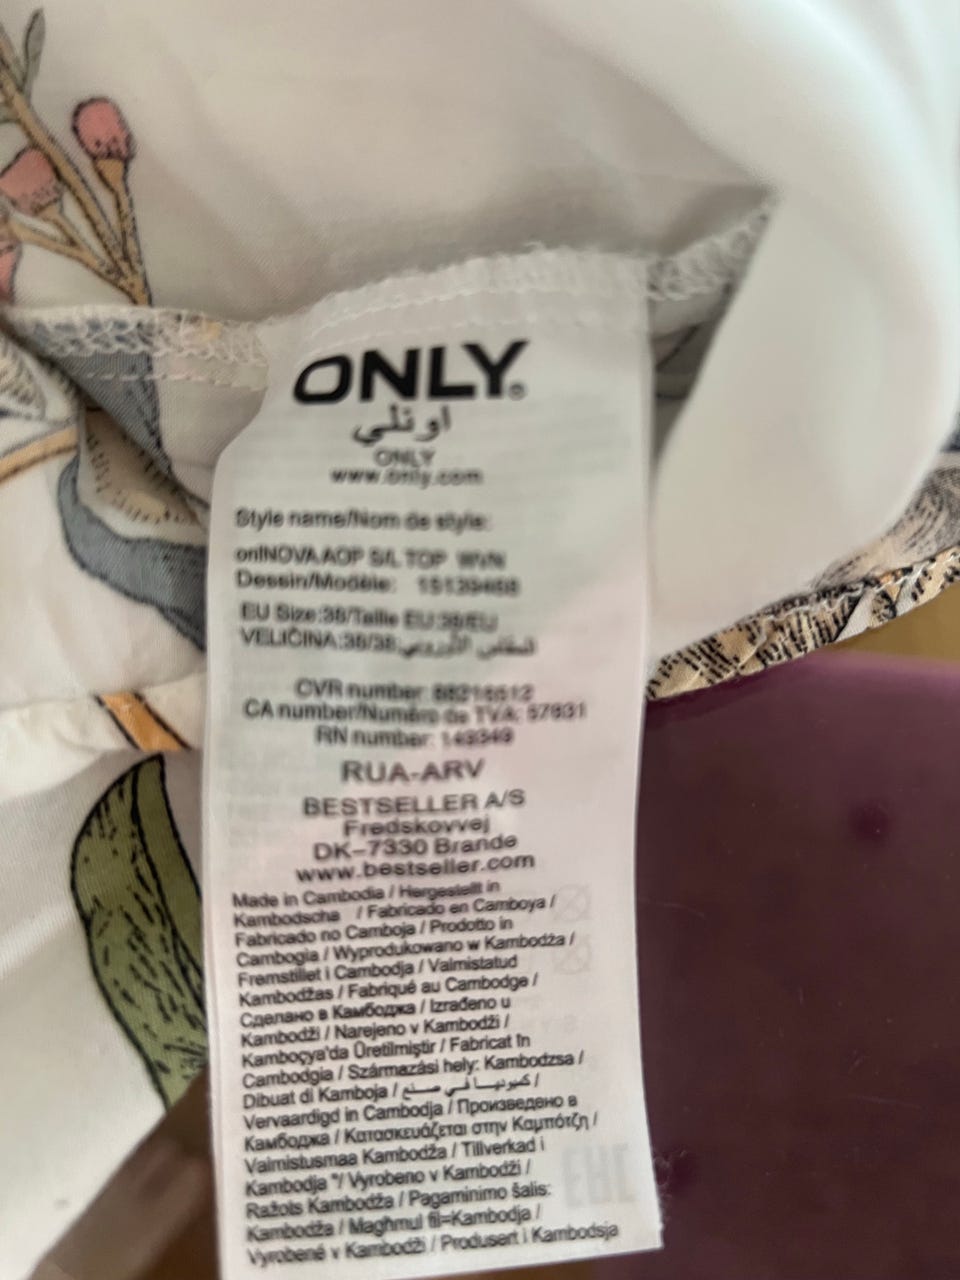 ONLY®
اونلي
ONLY
www.only.com
Style name/Nom de style:
onlNOVA AOP S/L TOP WVN
Dessin/Modèle:
EU Size:38/Taille EU:38/EU
VELIČINA:38/38
CVR number:
CA number/Numéro de TVA: 57831
RN number:
RUA-ARV
BESTSELLER A/S
Fredskovvej
DK-7330 Brande
www.bestseller.com
Made in Cambodia / Hergestellt in
Kambodscha / Fabricado en Camboya /
Fabricado no Camboja / Prodotto in
Cambogia / Wyprodukowano w Kambodża /
Fremstillet i Cambodja / Valmistatud
Kambodžas / Fabriqué au Cambodge /
Сделано в Камбоджа / Izrađeno u
Kambodži / Narejeno v Kambodži /
Kamboçya'da Üretilmiştir / Fabricat în
Cambodgia / Származási hely: Kambodzsa /
Dibuat di Kamboja / صنع في كمبوديا /
Vervaardigd in Cambodja / Произведено в
Камбоджа / Κατασκευάζεται στην Καμπότζη /
Valmistusmaa Kambodža / Tillverkad i
Kambodja "/ Vyrobeno v Kambodži /
Ražots Kambodža / Pagaminimo šalis:
Kambodža / Magħmul fil=Kambodja /
Vyrobené v Kambodži / Produsert i Kambodsja